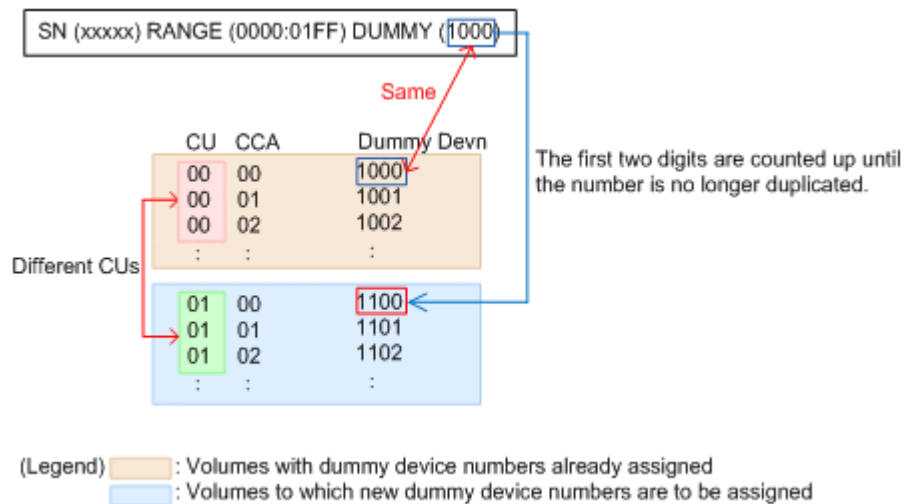 SN (xxxxx) RANGE (0000:01FF) DUMMY (1000)
Same
CU CCA Dummy Devn
00 00 1000
00 01 1001
00 02 1002
: : :
The first two digits are counted up until
the number is no longer duplicated.
Different CUs
01 00 1100
01 01 1101
01 02 1102
: : :
(Legend) : Volumes with dummy device numbers already assigned
: Volumes to which new dummy device numbers are to be assigned